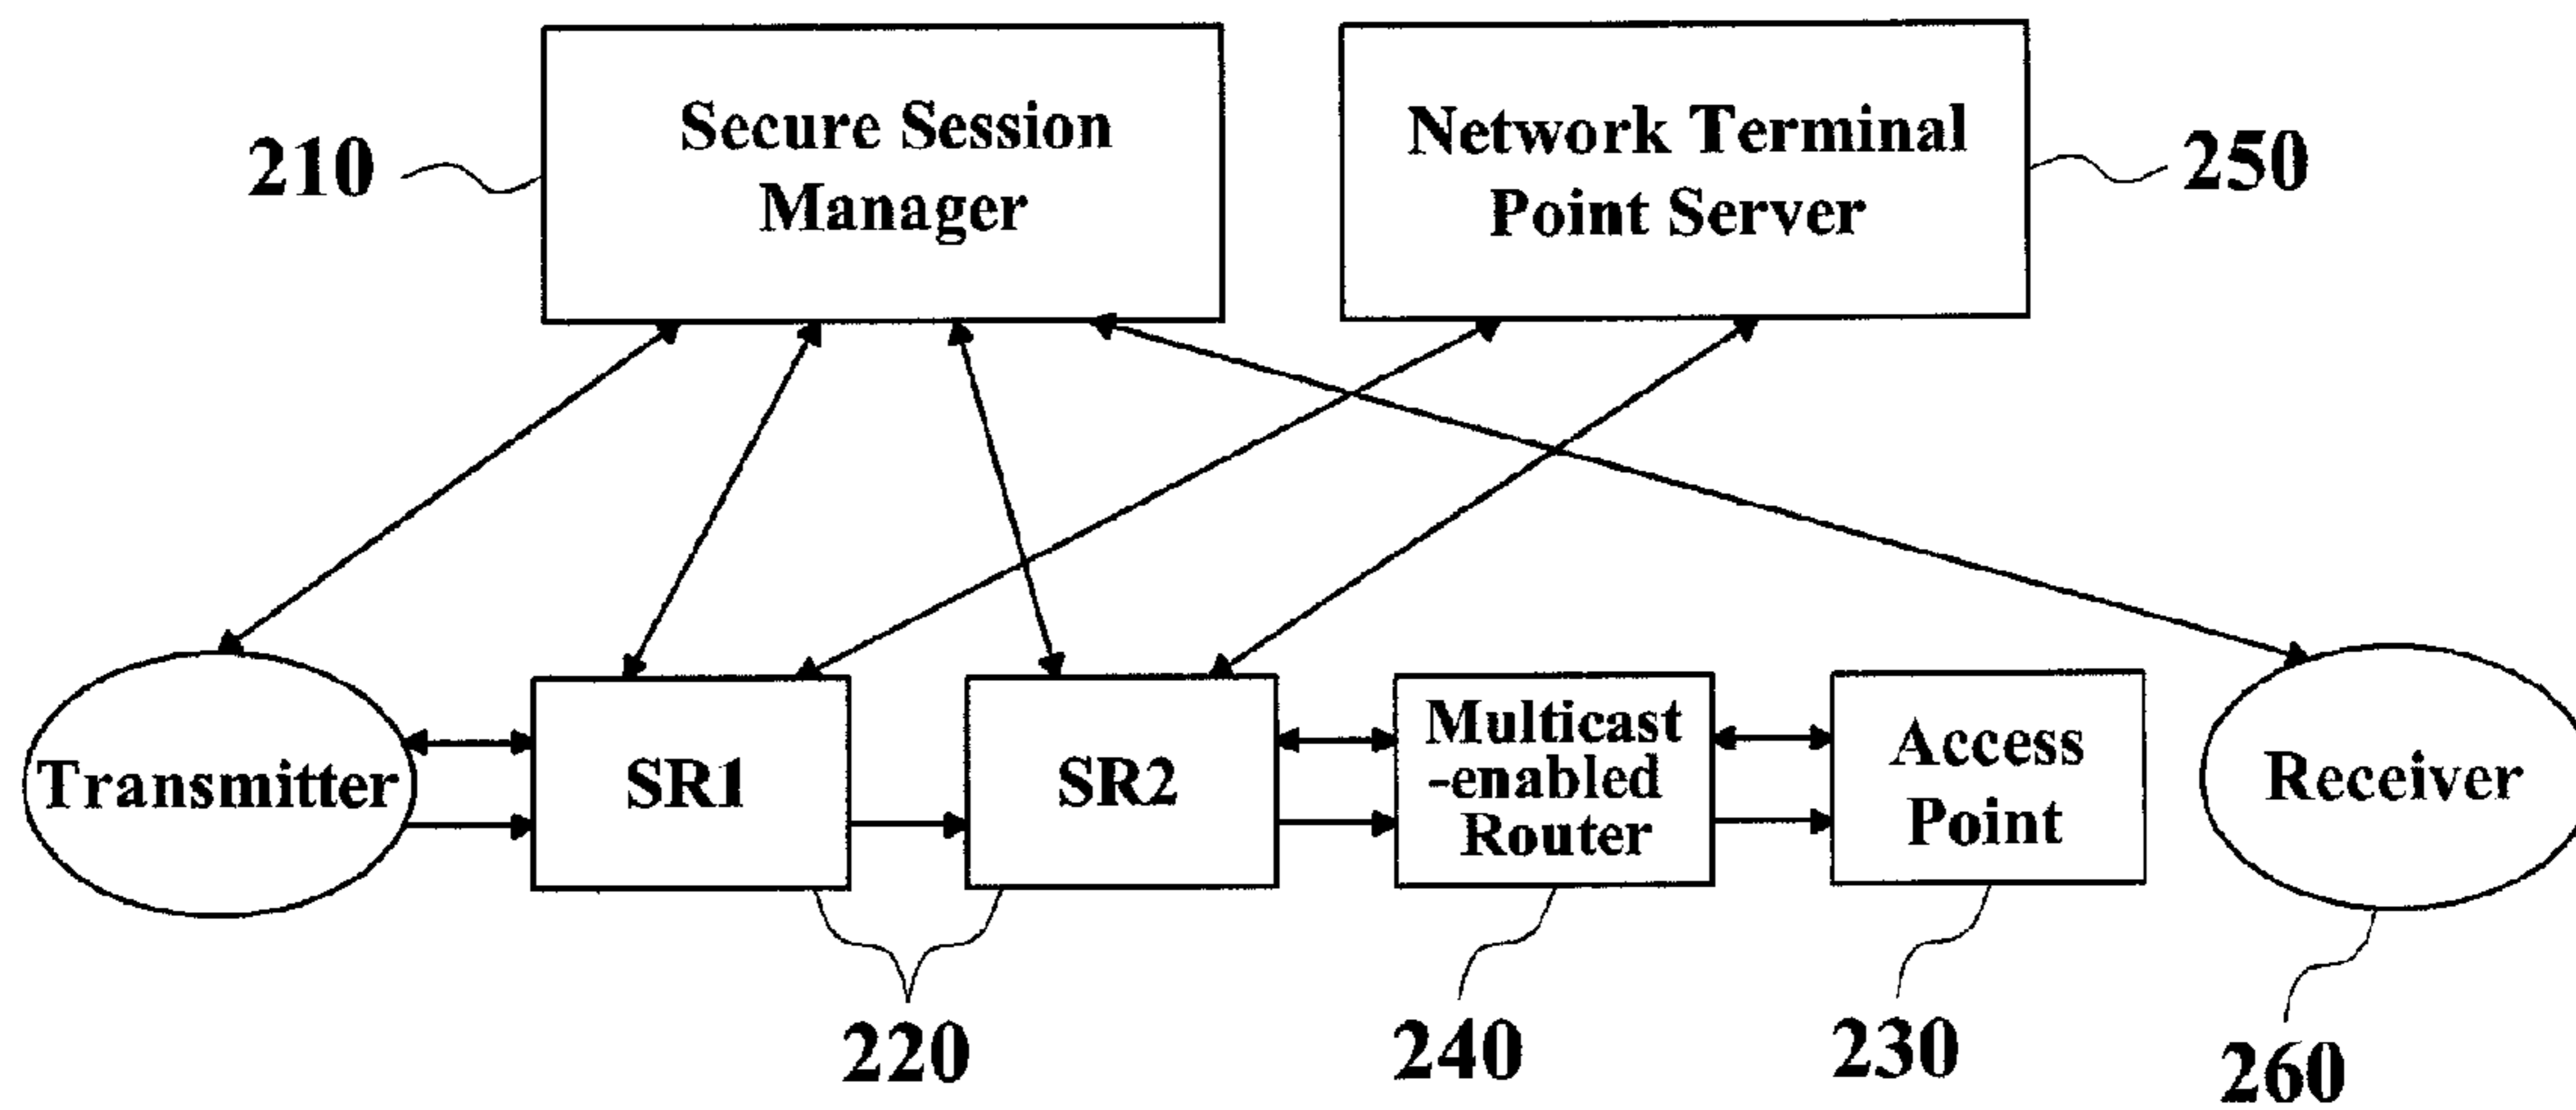 Secure Session
Manager
Network Terminal
Point Server
210
250
Transmitter
SR1
SR2
Multicast
-enabled
Router
Access
Point
Receiver
220
240
230
260